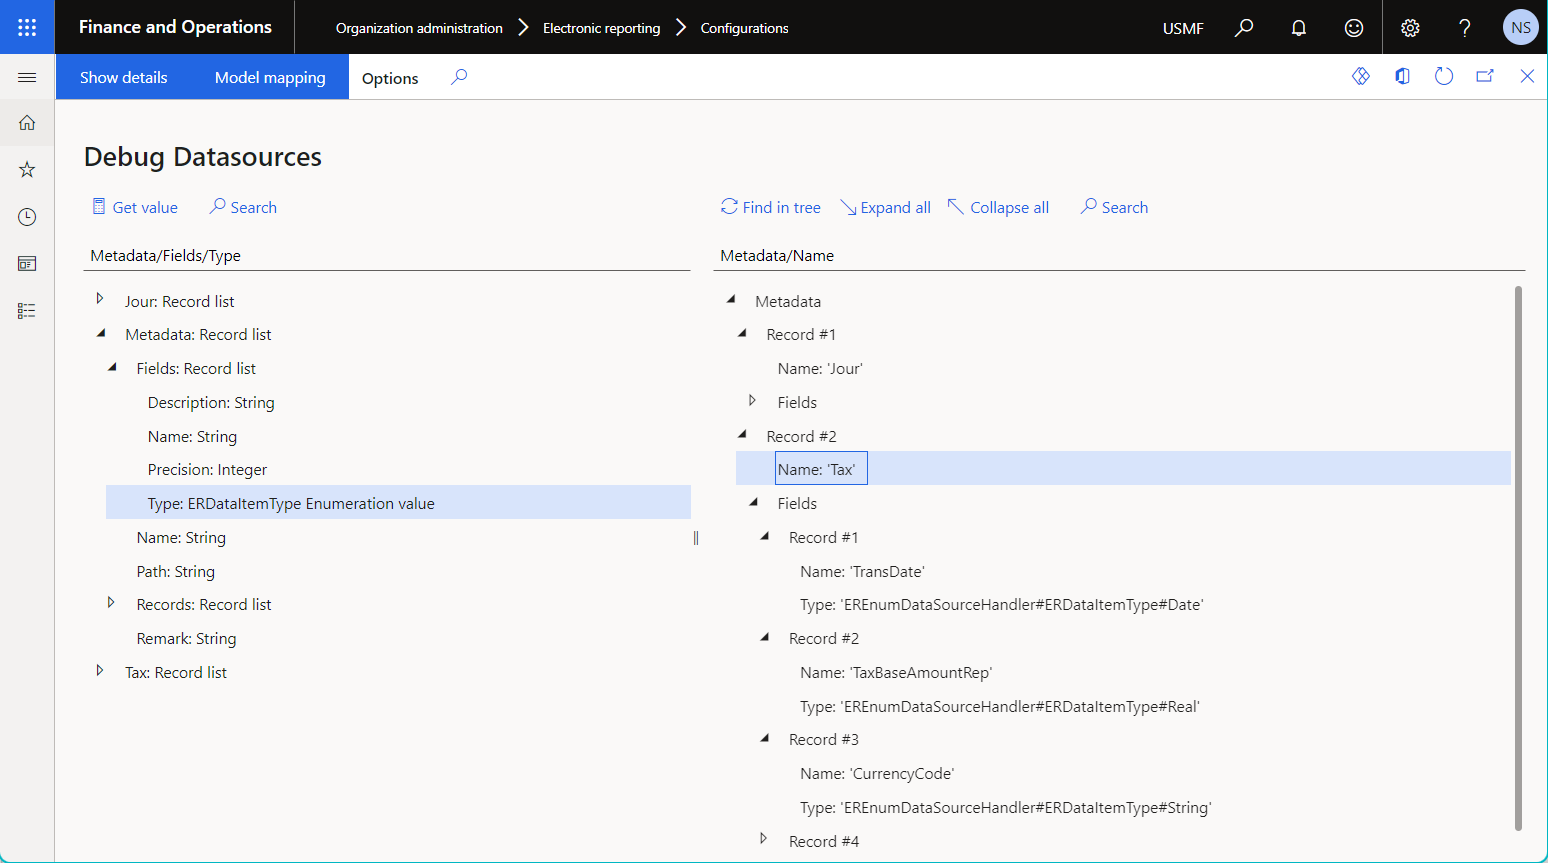 Finance and Operations
Organization administration
Electronic reporting
Configurations
USMF
?
NS
Show details
Model mapping
Options
Debug Datasources
Get value
Search
Find in tree
Expand all
Collapse all
Search
Metadata/Fields/Type
Jour: Record list
Metadata: Record list
Fields: Record list
Description: String
Name: String
Precision: Integer
Type: ERDataItemType Enumeration value
Name: String
Path: String
Records: Record list
Remark: String
Tax: Record list
Metadata/Name
Metadata
Record #1
Name: 'Jour'
Fields
Record #2
Name: 'Tax'
Fields
Record #1
Name: 'TransDate'
Type: 'EREnumDataSourceHandler#ERDataItemType#Date'
Record #2
Name: 'TaxBaseAmountRep'
Type: 'EREnumDataSourceHandler#ERDataItemType#Real'
Record #3
Name: 'CurrencyCode'
Type: 'EREnumDataSourceHandler#ERDataItemType#String'
Record #4